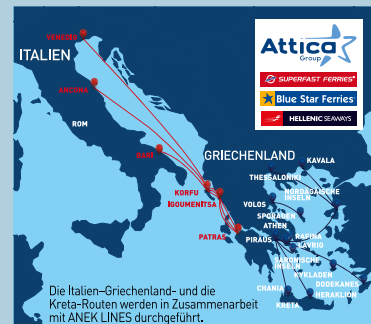 VENEDIG
ITALIEN
ANCONA
ROM
BARI
Attica
Group
SUPERFAST FERRIES
Blue Star Ferries
HELLENIC SEAWAYS
GRIECHENLAND
KAVALA
THESSALONIKI
KORFU
IGOUMENITSA
NORDÄGÄISCHE
INSELN
VOLOS
SPORADEN
ATHEN
PATRAS
PIRÄUS
RAFINA
LAVRIO
SARONISCHE
INSELN
KYKLADEN
DODEKANES
CHANIA
HERAKLION
KRETA
Die Italien–Griechenland- und die
Kreta-Routen werden in Zusammenarbeit
mit ANEK LINES durchgeführt.